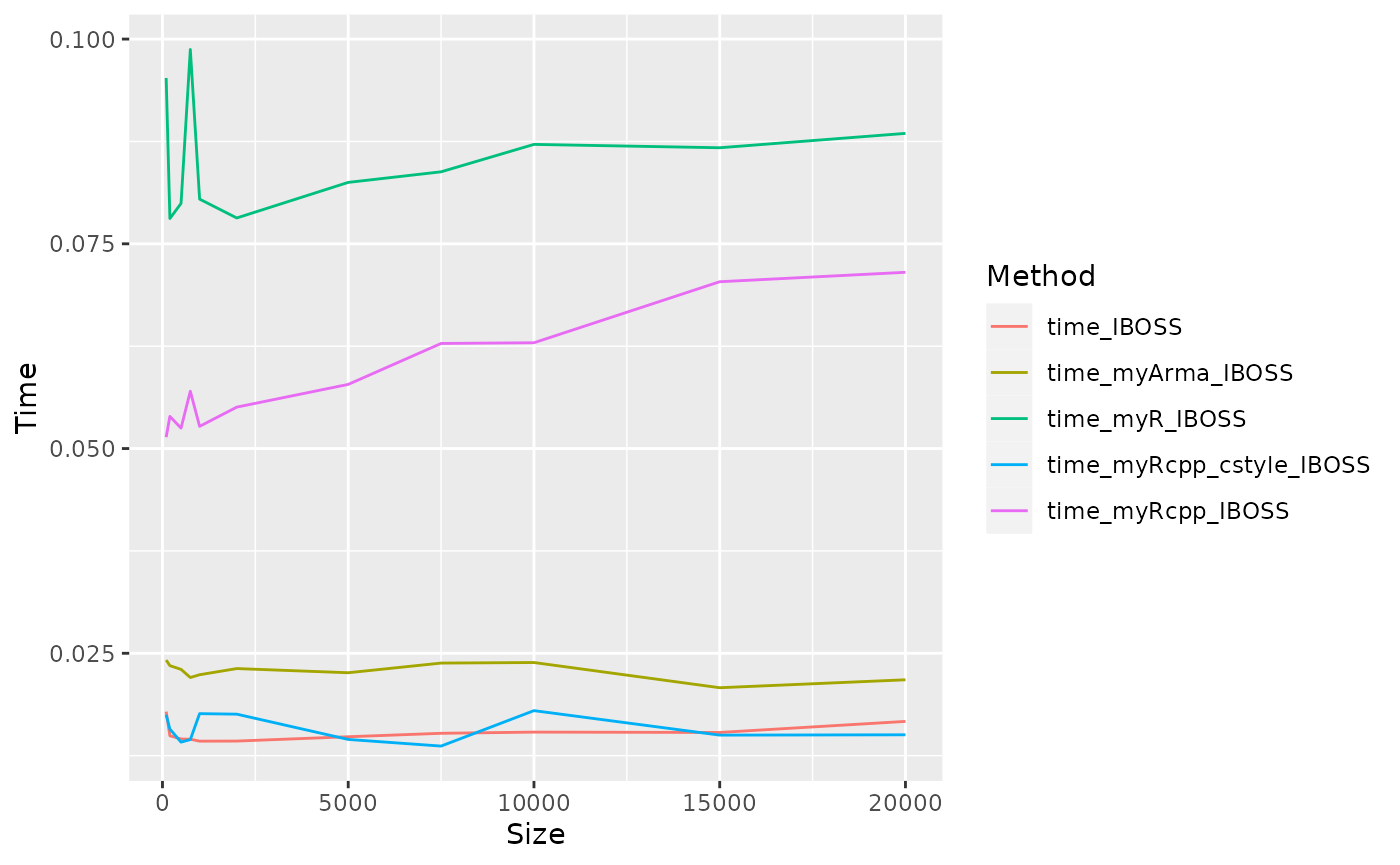 0.100
0.075
0.050
0.025
Time
0
5000
10000
15000
20000
Size
Method
time_IBOSS
time_myArma_IBOSS
time_myR_IBOSS
time_myRcpp_cstyle_IBOSS
time_myRcpp_IBOSS